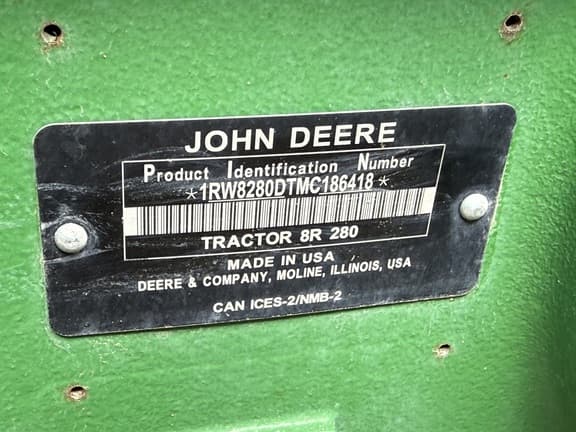 JOHN DEERE
Product Identification Number
*1RW8280DTMC186418*
TRACTOR 8R 280
MADE IN USA
DEERE & COMPANY, MOLINE, ILLINOIS, USA
CAN ICES-2/NMB-2